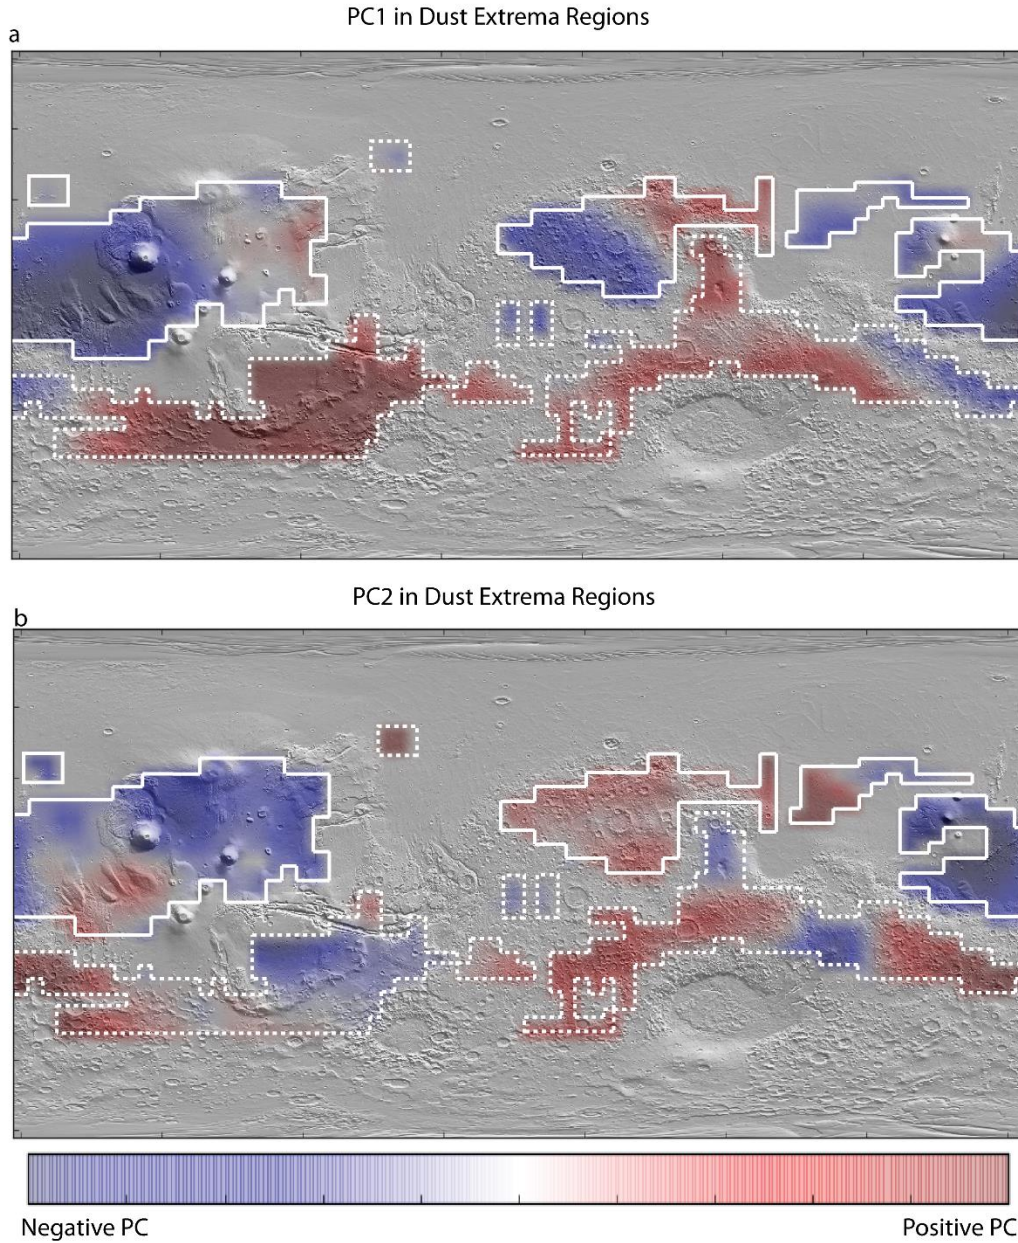 PC1 in Dust Extrema Regions
a
PC2 in Dust Extrema Regions
b
Negative PC
Positive PC